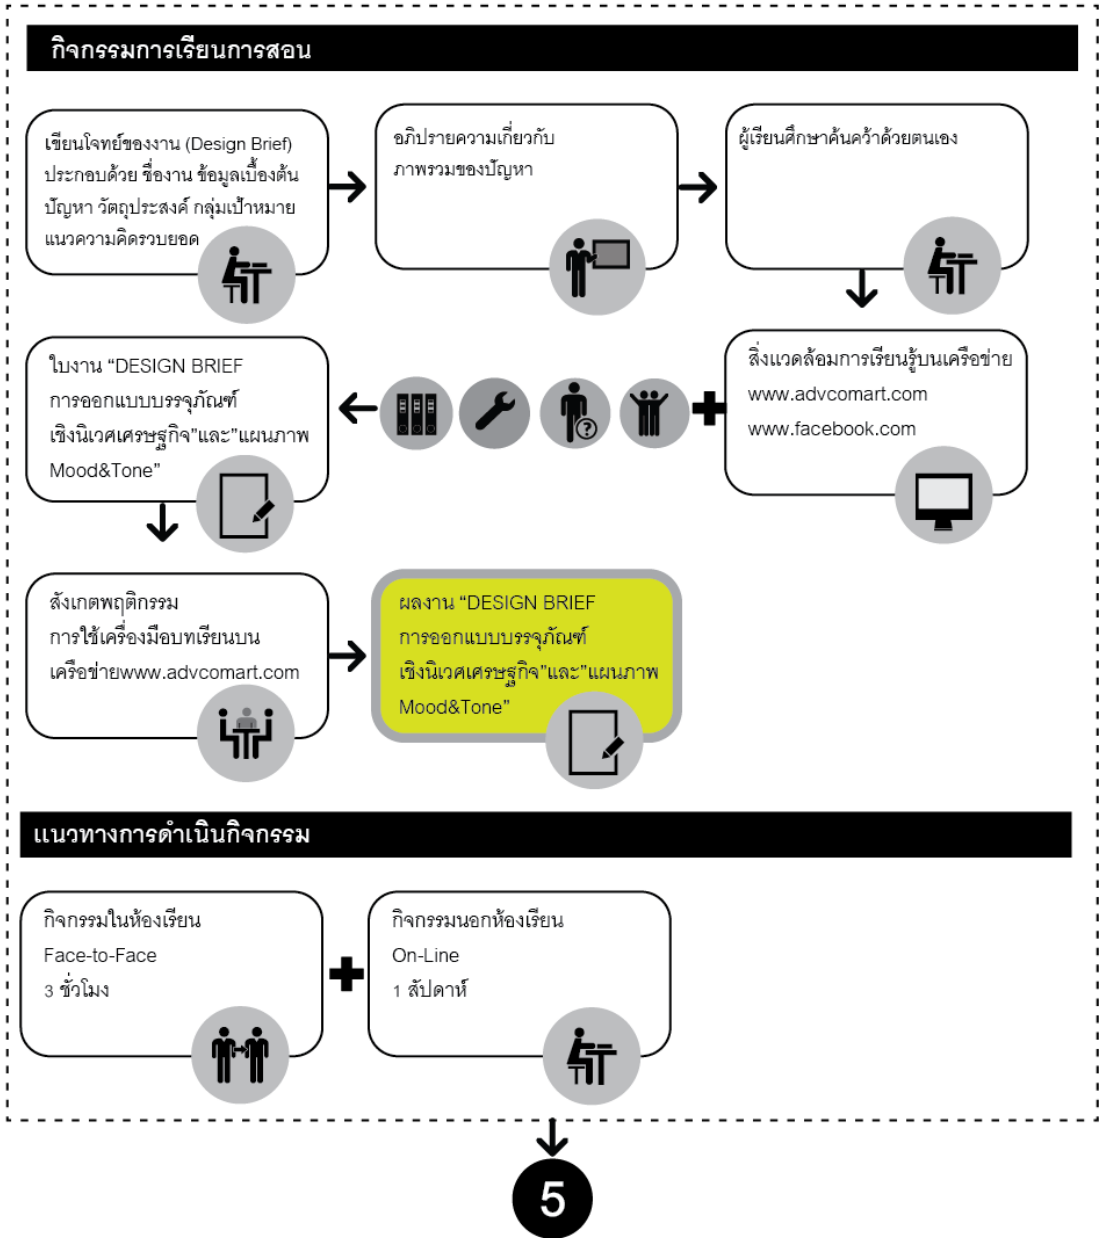 กิจกรรมการเรียนการสอน
เขียนโจทย์ของงาน (Design Brief)
ประกอบด้วย ชื่องาน ข้อมูลเบื้องต้น
ปัญหา วัตถุประสงค์ กลุ่มเป้าหมาย
แนวความคิดรวบยอด
อภิปรายความเกี่ยวกับ
ภาพรวมของปัญหา
ผู้เรียนศึกษาค้นคว้าด้วยตนเอง
สิ่งแวดล้อมการเรียนรู้บนเครือข่าย
www.advcomart.com
www.facebook.com
ใบงาน “DESIGN BRIEF
การออกแบบบรรจุภัณฑ์
เชิงนิเวศเศรษฐกิจ”และ”แผนภาพ
Mood&Tone”
สังเกตพฤติกรรม
การใช้เครื่องมือบทเรียนบน
เครือข่ายwww.advcomart.com
ผลงาน “DESIGN BRIEF
การออกแบบบรรจุภัณฑ์
เชิงนิเวศเศรษฐกิจ”และ”แผนภาพ
Mood&Tone”
แนวทางการดำเนินกิจกรรม
กิจกรรมในห้องเรียน
Face-to-Face
3 ชั่วโมง
กิจกรรมนอกห้องเรียน
On-Line
1 สัปดาห์
5